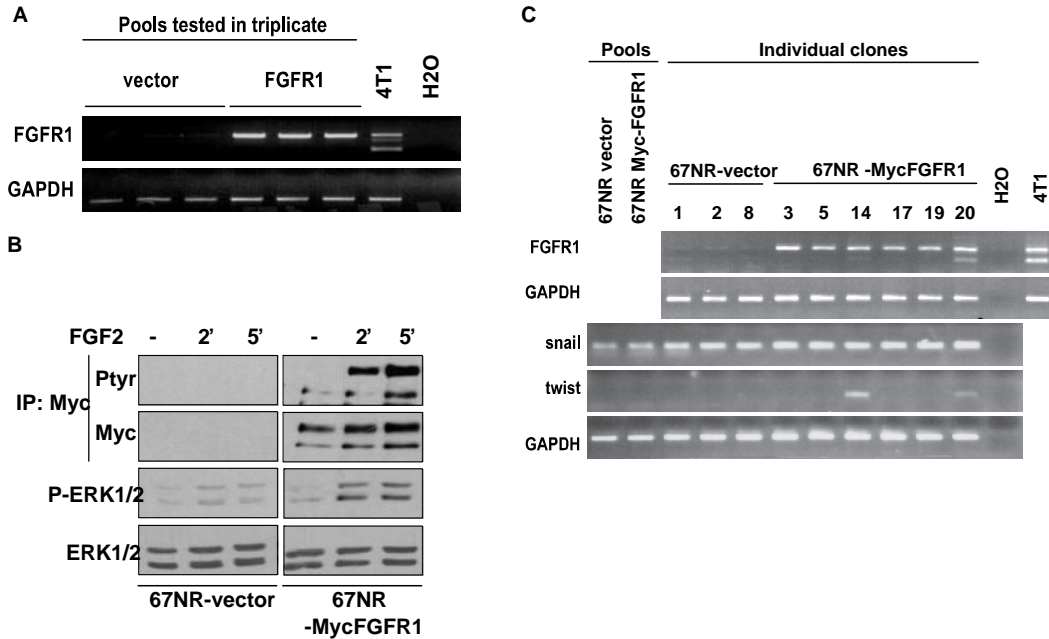 A
Pools tested in triplicate
vector FGFR1 4T1 H2O
FGFR1
GAPDH
B
FGF2 - 2’ 5’ - 2’ 5’
IP: Myc
Ptyr
Myc
P-ERK1/2
ERK1/2
67NR-vector
67NR
-MycFGFR1
C
Pools Individual clones
67NR vector
67NR Myc-FGFR1
67NR-vector 67NR -MycFGFR1 H2O 4T1
1 2 8 3 5 14 17 19 20
FGFR1
GAPDH
snail
twist
GAPDH